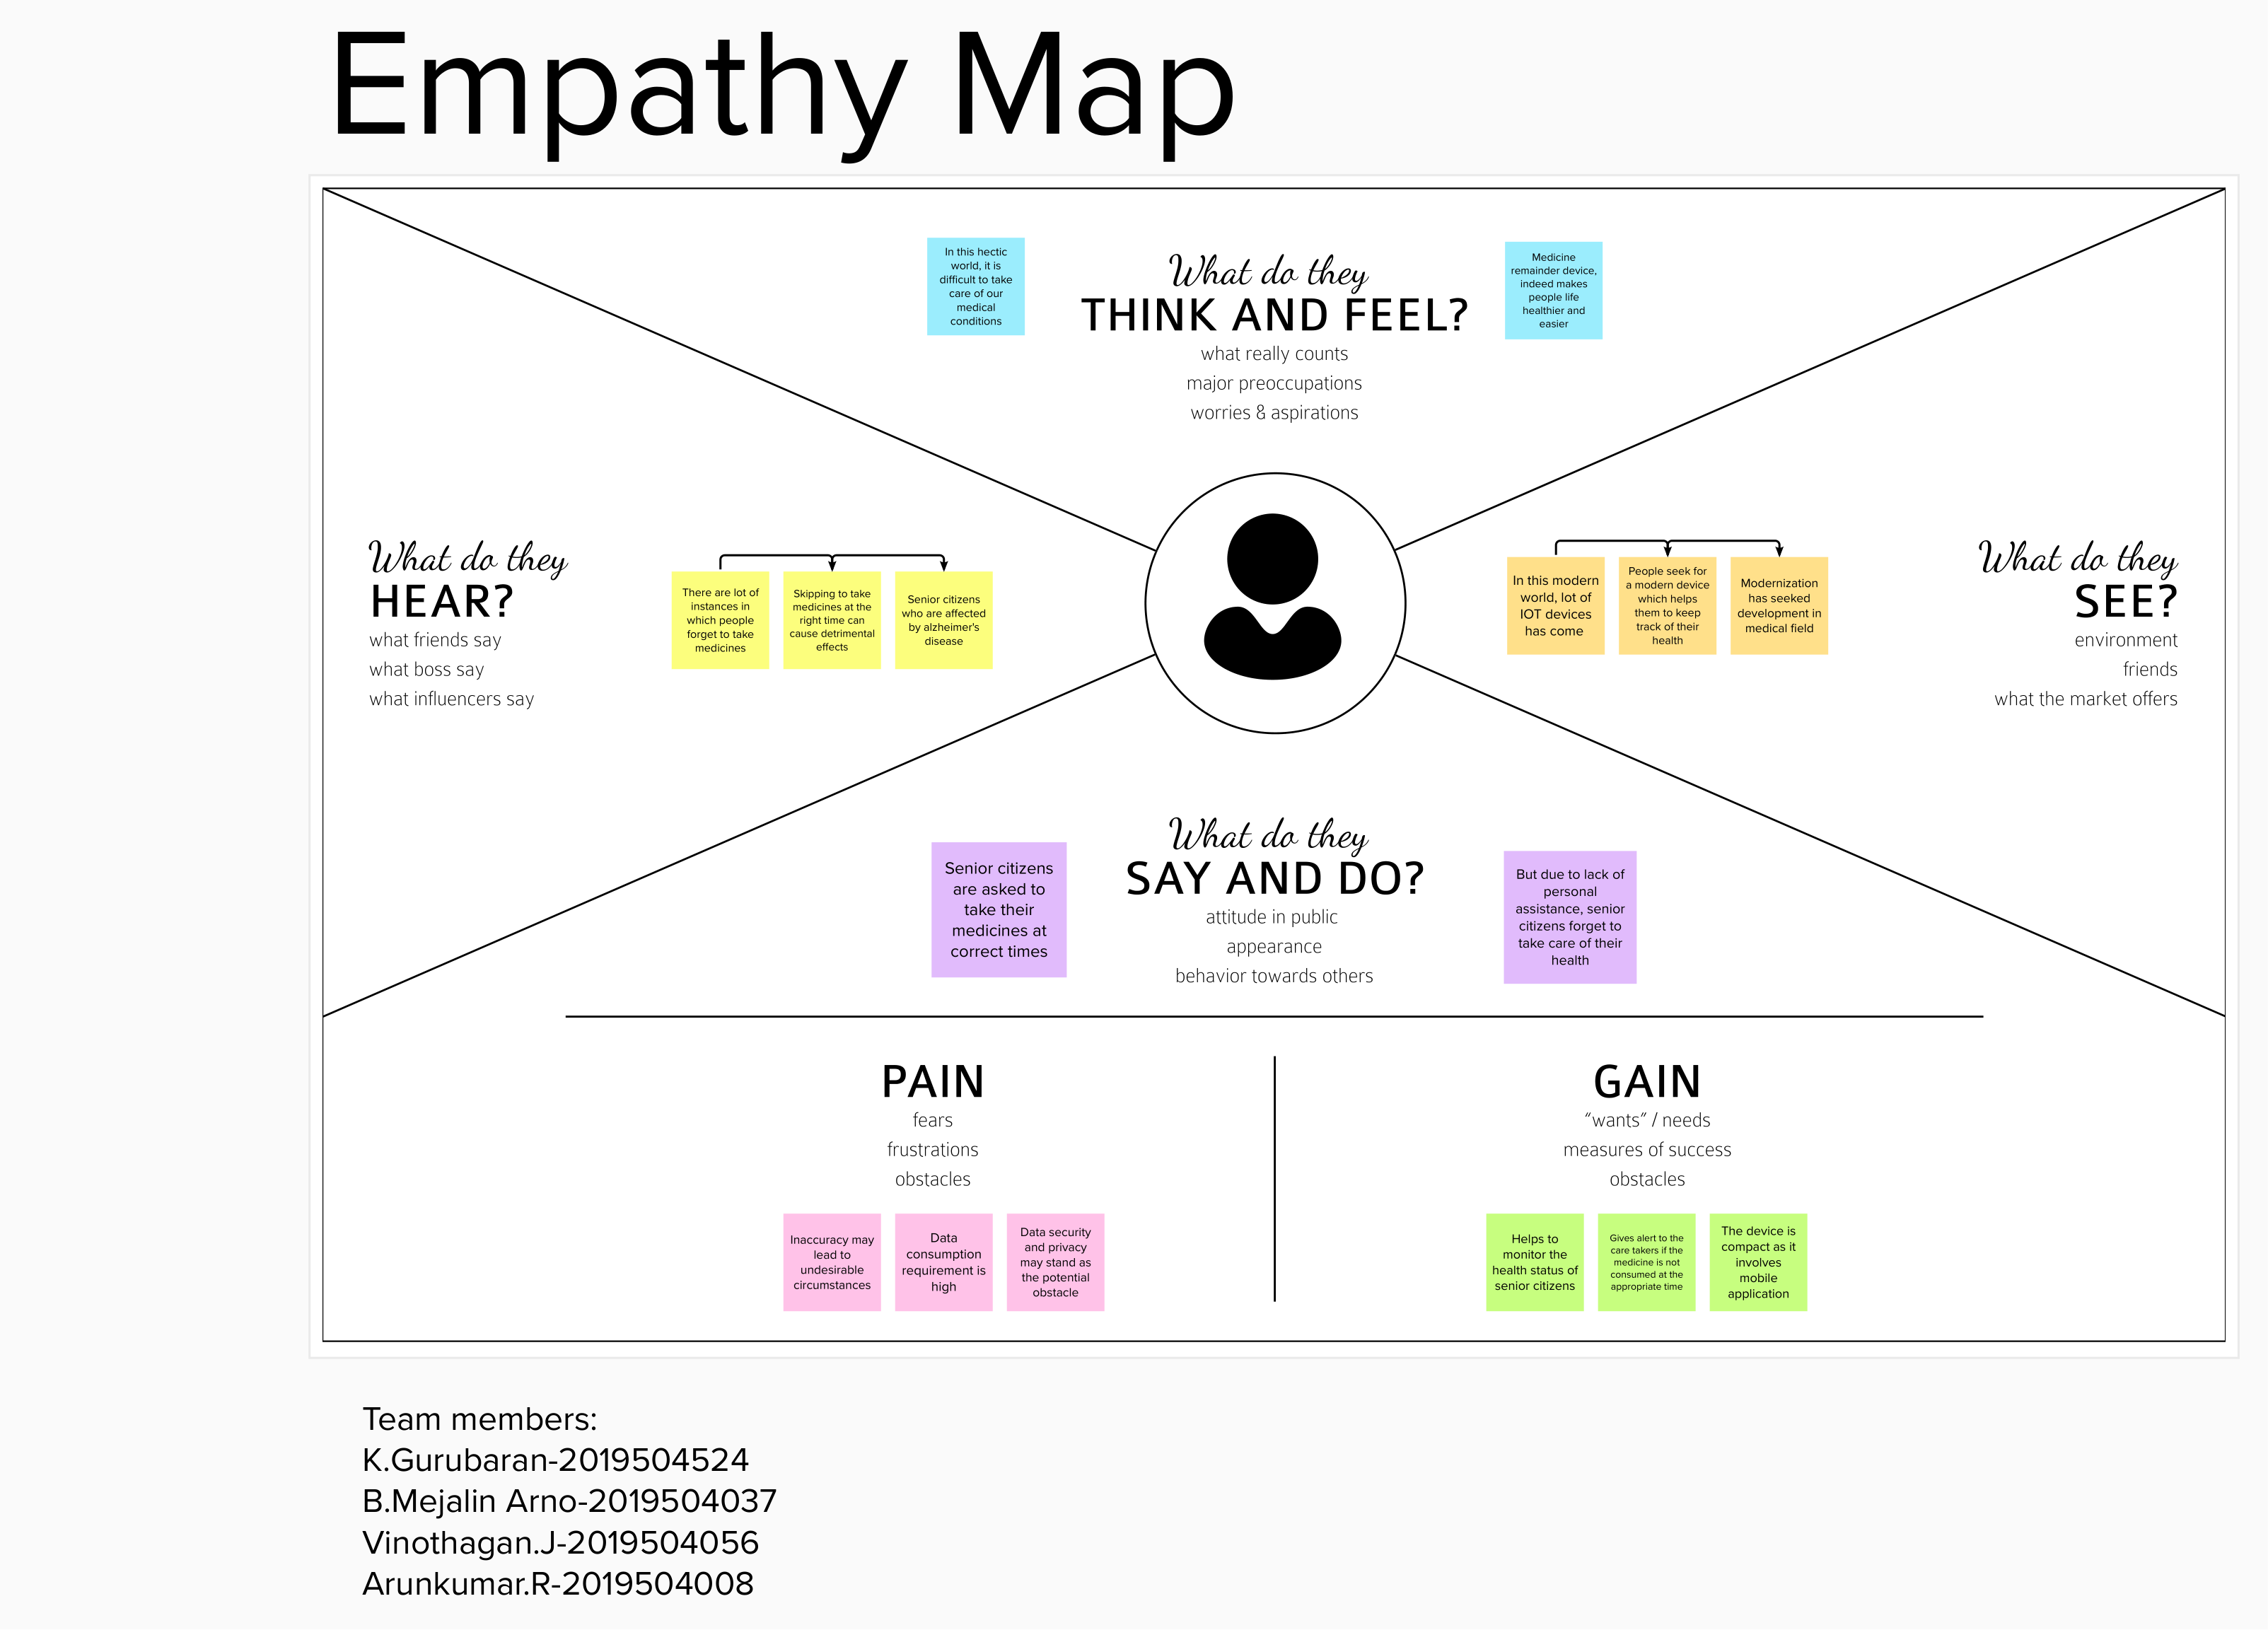 Empathy Map
In this hectic
world, it is
difficult to take
care of our
medical
conditions
What do they
THINK AND FEEL?
what really counts
major preoccupations
worries & aspirations
Medicine
remainder device,
indeed makes
people life
healthier and
easier
What do they
HEAR?
what friends say
what boss say
what influencers say
There are lot of
instances in
which people
forget to take
medicines
Skipping to take
medicines at the
right time can
cause detrimental
effects
Senior citizens
who are affected
by alzheimer's
disease
In this modern
world, lot of
IOT devices
has come
People seek for
a modern device
which helps
them to keep
track of their
health
Modernization
has seeked
development in
medical field
What do they
SEE?
environment
friends
what the market offers
Senior citizens
are asked to
take their
medicines at
correct times
What do they
SAY AND DO?
attitude in public
appearance
behavior towards others
But due to lack of
personal
assistance, senior
citizens forget to
take care of their
health
PAIN
fears
frustrations
obstacles
Inaccuracy may
lead to
undesirable
circumstances
Data
consumption
requirement is
high
Data security
and privacy
may stand as
the potential
obstacle
GAIN
“wants” / needs
measures of success
obstacles
Helps to
monitor the
health status of
senior citizens
Gives alert to the
care takers if the
medicine is not
consumed at the
appropriate time
The device is
compact as it
involves
mobile
application
Team members:
K.Gurubaran-2019504524
B.Mejalin Arno-2019504037
Vinothagan.J-2019504056
Arunkumar.R-2019504008